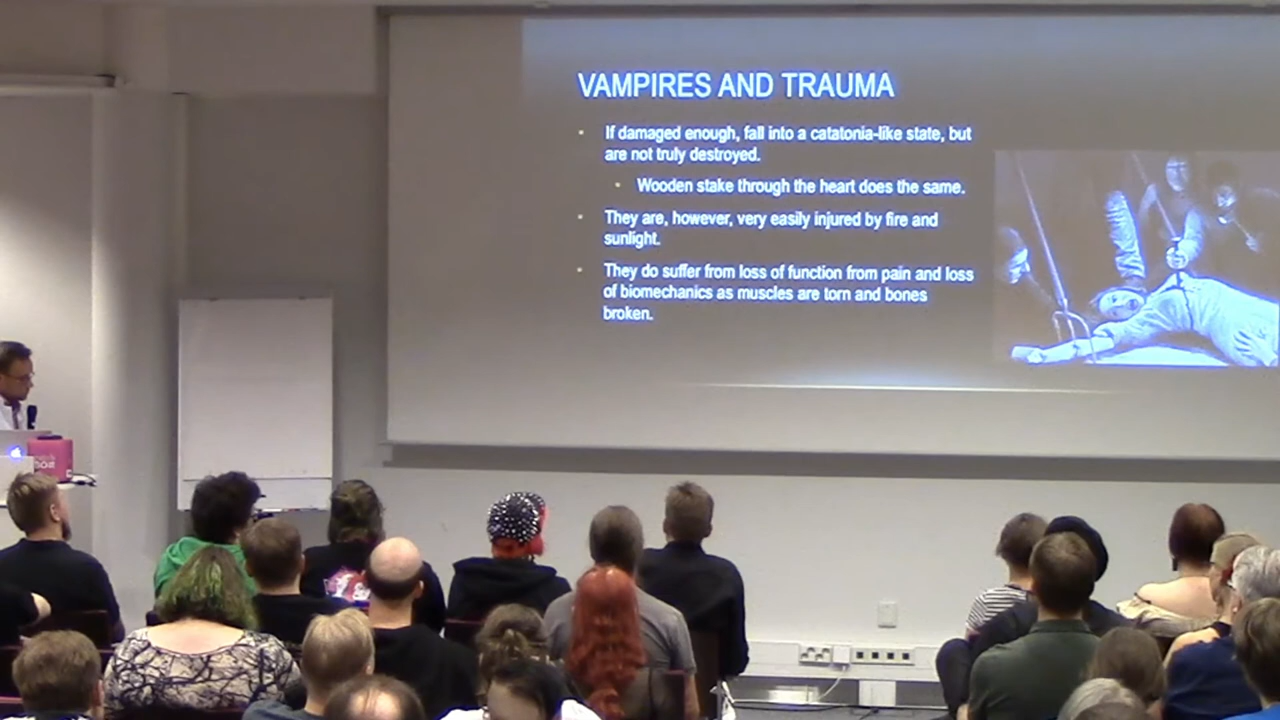 VAMPIRES AND TRAUMA
If damaged enough, fall into a catatonia-like state, but
are not truly destroyed.
Wooden stake through the heart does the same.
They are, however, very easily injured by fire and
sunlight.
They do suffer from loss of function from pain and loss
of biomechanics as muscles are torn and bones
broken.